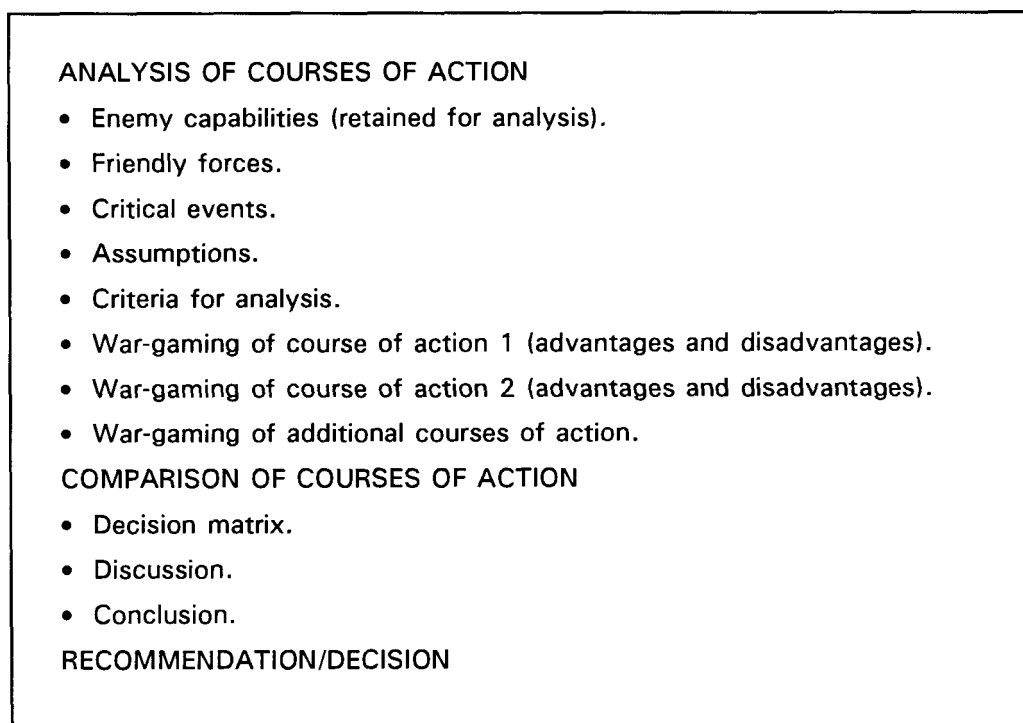 ANALYSIS OF COURSES OF ACTION
• Enemy capabilities (retained for analysis).
• Friendly forces.
• Critical events.
• Assumptions.
• Criteria for analysis.
• War-gaming of course of action 1 (advantages and disadvantages).
• War-gaming of course of action 2 (advantages and disadvantages).
• War-gaming of additional courses of action.
COMPARISON OF COURSES OF ACTION
• Decision matrix.
• Discussion.
• Conclusion.
RECOMMENDATION/DECISION